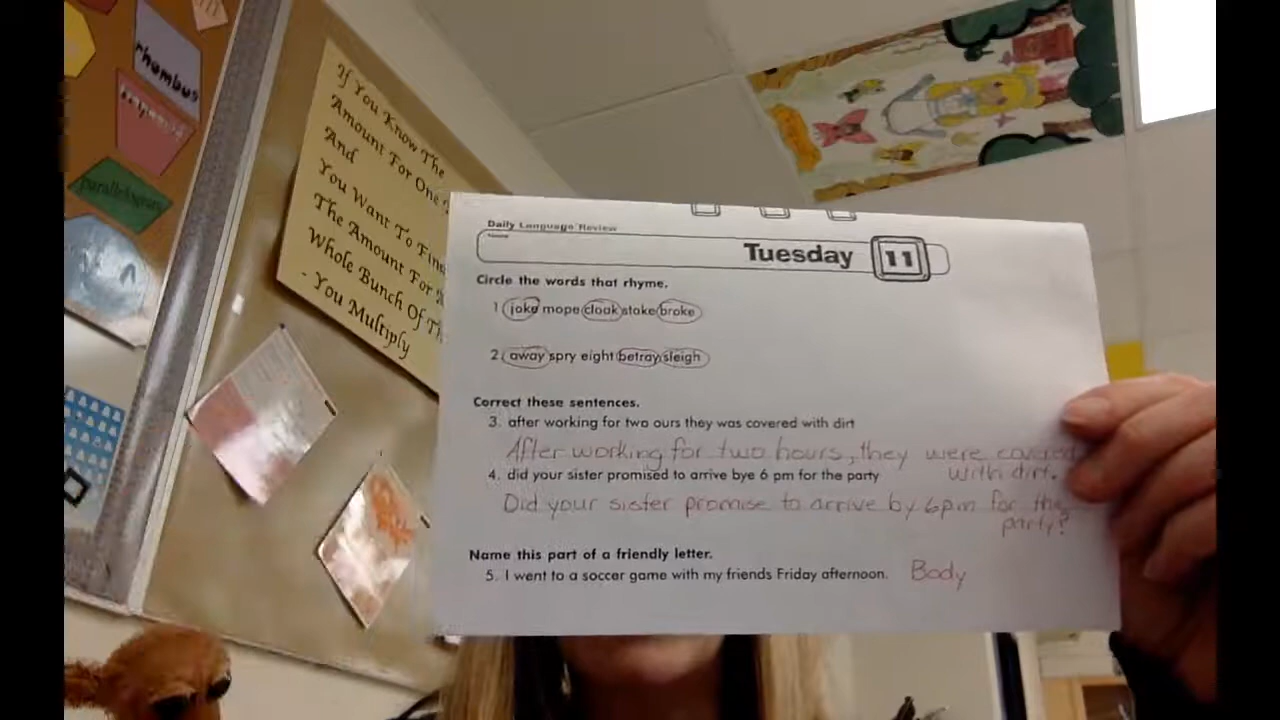 rhombus
parallelogram
If You Know The
Amount For One
And
You Want To Find
The Amount For A
Whole Bunch Of Th
- You Multiply
Daily Language Review
Name
Tuesday 11
Circle the words that rhyme.
1. joke mope cloak stake broke
2. away spry eight betray sleigh
Correct these sentences.
3. after working for two ours they was covered with dirt
After working for two hours, they were covered
with dirt.
4. did your sister promised to arrive bye 6 pm for the party
Did your sister promise to arrive by 6pm for the
party?
Name this part of a friendly letter.
5. I went to a soccer game with my friends Friday afternoon. Body